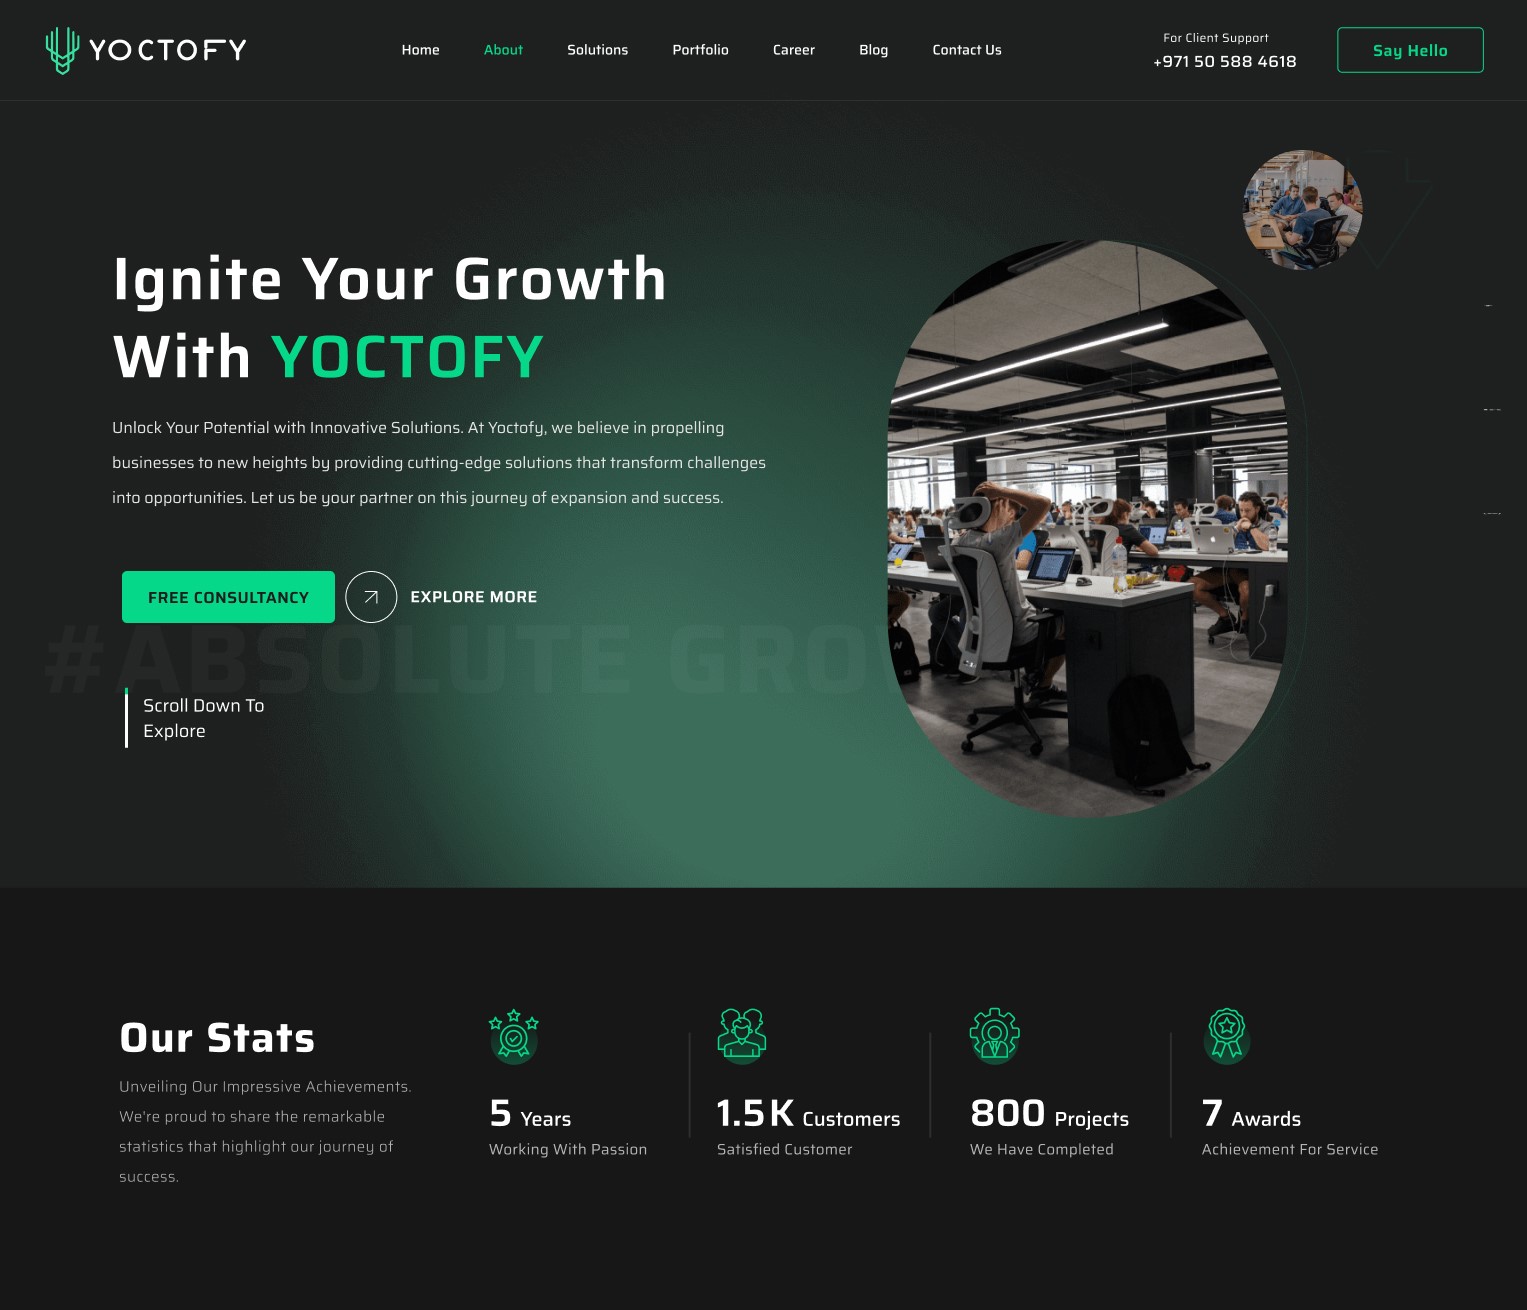 YOCTOFY
Home
About
Solutions
Portfolio
Career
Blog
Contact Us
For Client Support
+971 50 588 4618
Say Hello
Ignite Your Growth
With YOCTOFY
Unlock Your Potential with Innovative Solutions. At Yoctofy, we believe in propelling
businesses to new heights by providing cutting-edge solutions that transform challenges
into opportunities. Let us be your partner on this journey of expansion and success.
FREE CONSULTANCY
EXPLORE MORE
#ABSOLUTE
Scroll Down To
Explore
Our Stats
Unveiling Our Impressive Achievements.
We're proud to share the remarkable
statistics that highlight our journey of
success.
5 Years
Working With Passion
1.5K Customers
Satisfied Customer
800 Projects
We Have Completed
7 Awards
Achievement For Service